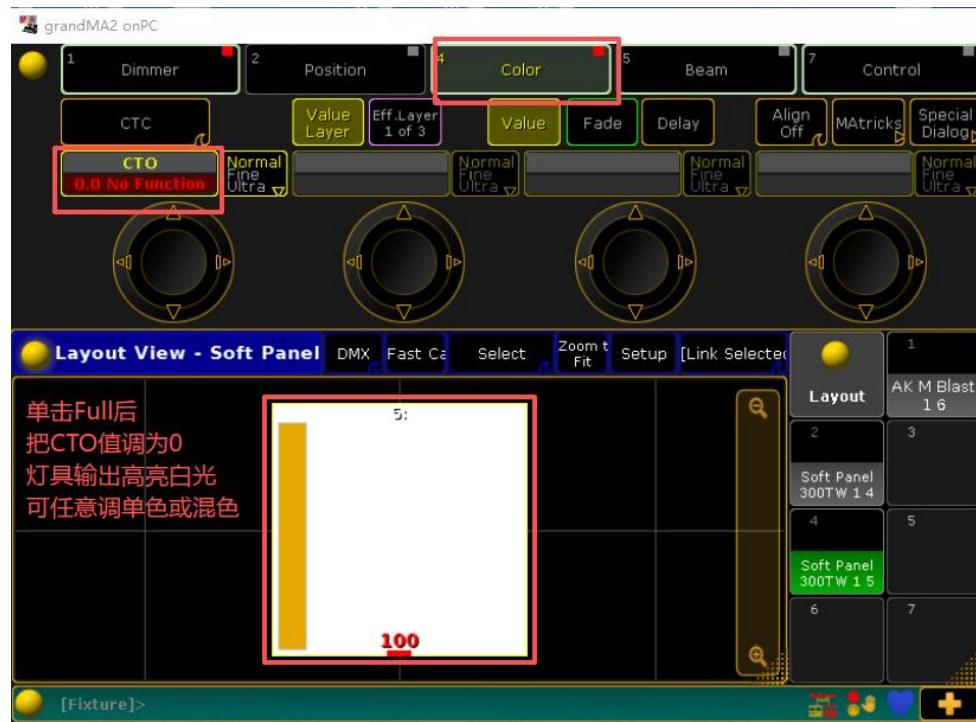 grandMA2 onPC
1 Dimmer
2 Position
4 Color
5 Beam
7 Control
CTC
Value Layer
Eff.Layer 1 of 3
Value
Fade
Delay
Align Off
MAtricks
Special Dialog
CTO
0.0 No Function
Normal
Fine
Ultra
Normal
Fine
Ultra
Normal
Fine
Ultra
Normal
Fine
Ultra
Layout View - Soft Panel
DMX
Fast Ca
Select
Zoom t
Fit
Setup
[Link Selected
单击Full后
把CTO值调为0
灯具输出高亮白光
可任意调单色或混色
5:
100
Layout
1
AK M Blast
1 6
2
Soft Panel
300TW 1 4
3
4
Soft Panel
300TW 1 5
5
6
7
[Fixture]>